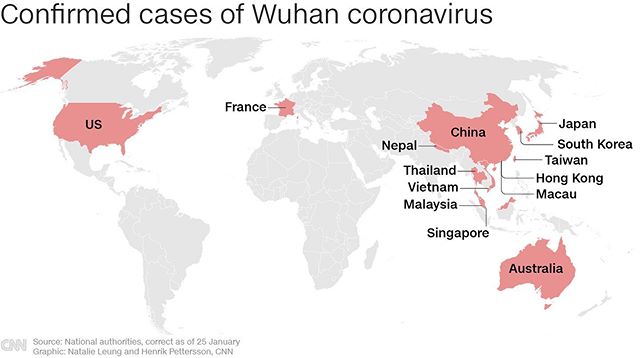 Confirmed cases of Wuhan coronavirus
US
France
China
Japan
South Korea
Nepal
Taiwan
Thailand
Hong Kong
Vietnam
Macau
Malaysia
Singapore
Australia
CNN
Source: National authorities, correct as of 25 January
Graphic: Natalie Leung and Henrik Pettersson, CNN